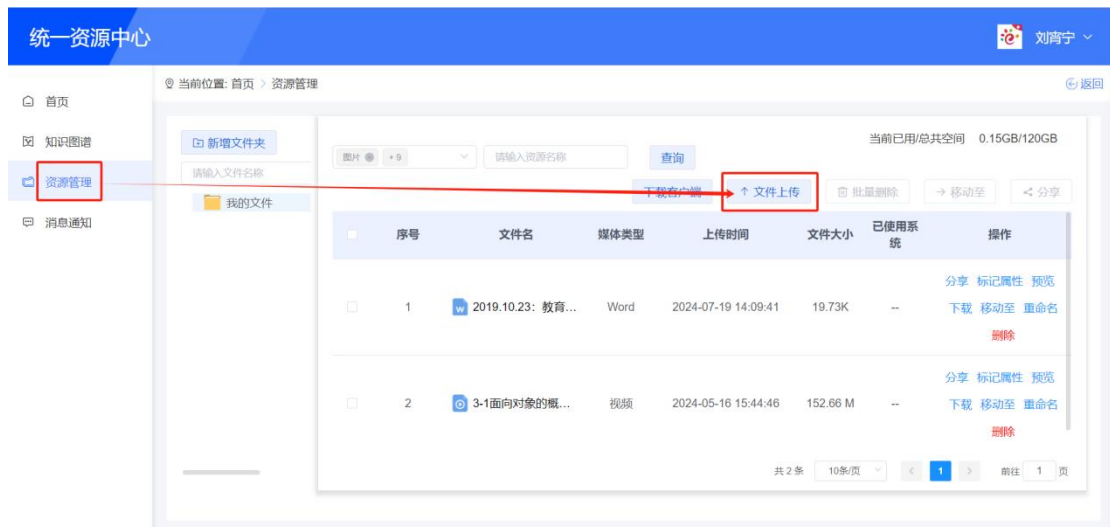 统一资源中心
刘宵宁
当前位置: 首页 > 资源管理
返回
首页
知识图谱
资源管理
消息通知
新增文件夹
请输入文件名称
我的文件
当前已用/总共空间 0.15GB/120GB
图片 + 9 请输入资源名称 查询
下载客户端 文件上传 批量删除 移动至 分享
序号 文件名 媒体类型 上传时间 文件大小 已使用系统 操作
1 2019.10.23：教育... Word 2024-07-19 14:09:41 19.73K -- 分享 标记属性 预览
下载 移动至 重命名
删除
2 3-1面向对象的概... 视频 2024-05-16 15:44:46 152.66 M -- 分享 标记属性 预览
下载 移动至 重命名
删除
共 2 条 10条/页 < 1 > 前往 1 页